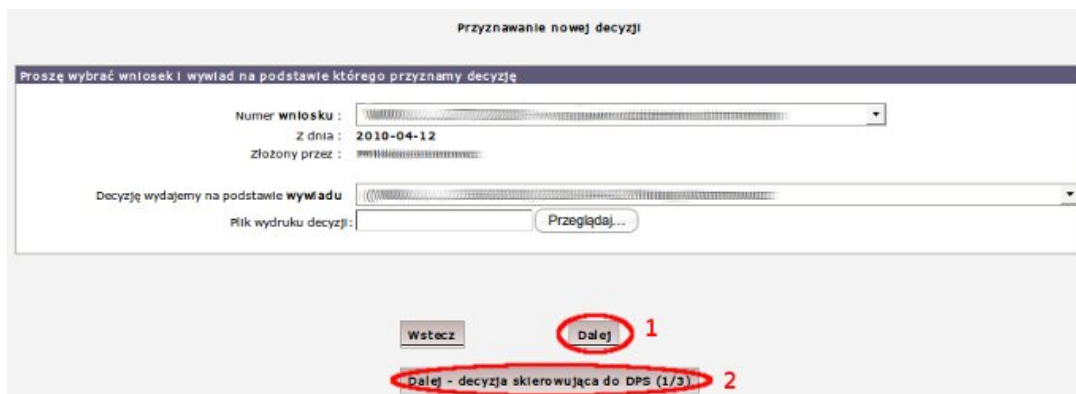 Przyznawanie nowej decyzji
Proszę wybrać wniosek i wywiad na podstawie którego przyznamy decyzję
Numer wniosku :
Z dnia : 2010-04-12
Złożony przez :
Decyzję wydajemy na podstawie wywiadu
Plik wydruku decyzji: Przeglądaj...
Wstecz Dalej 1
Dalej - decyzja skierowująca do DPS (1/3) 2